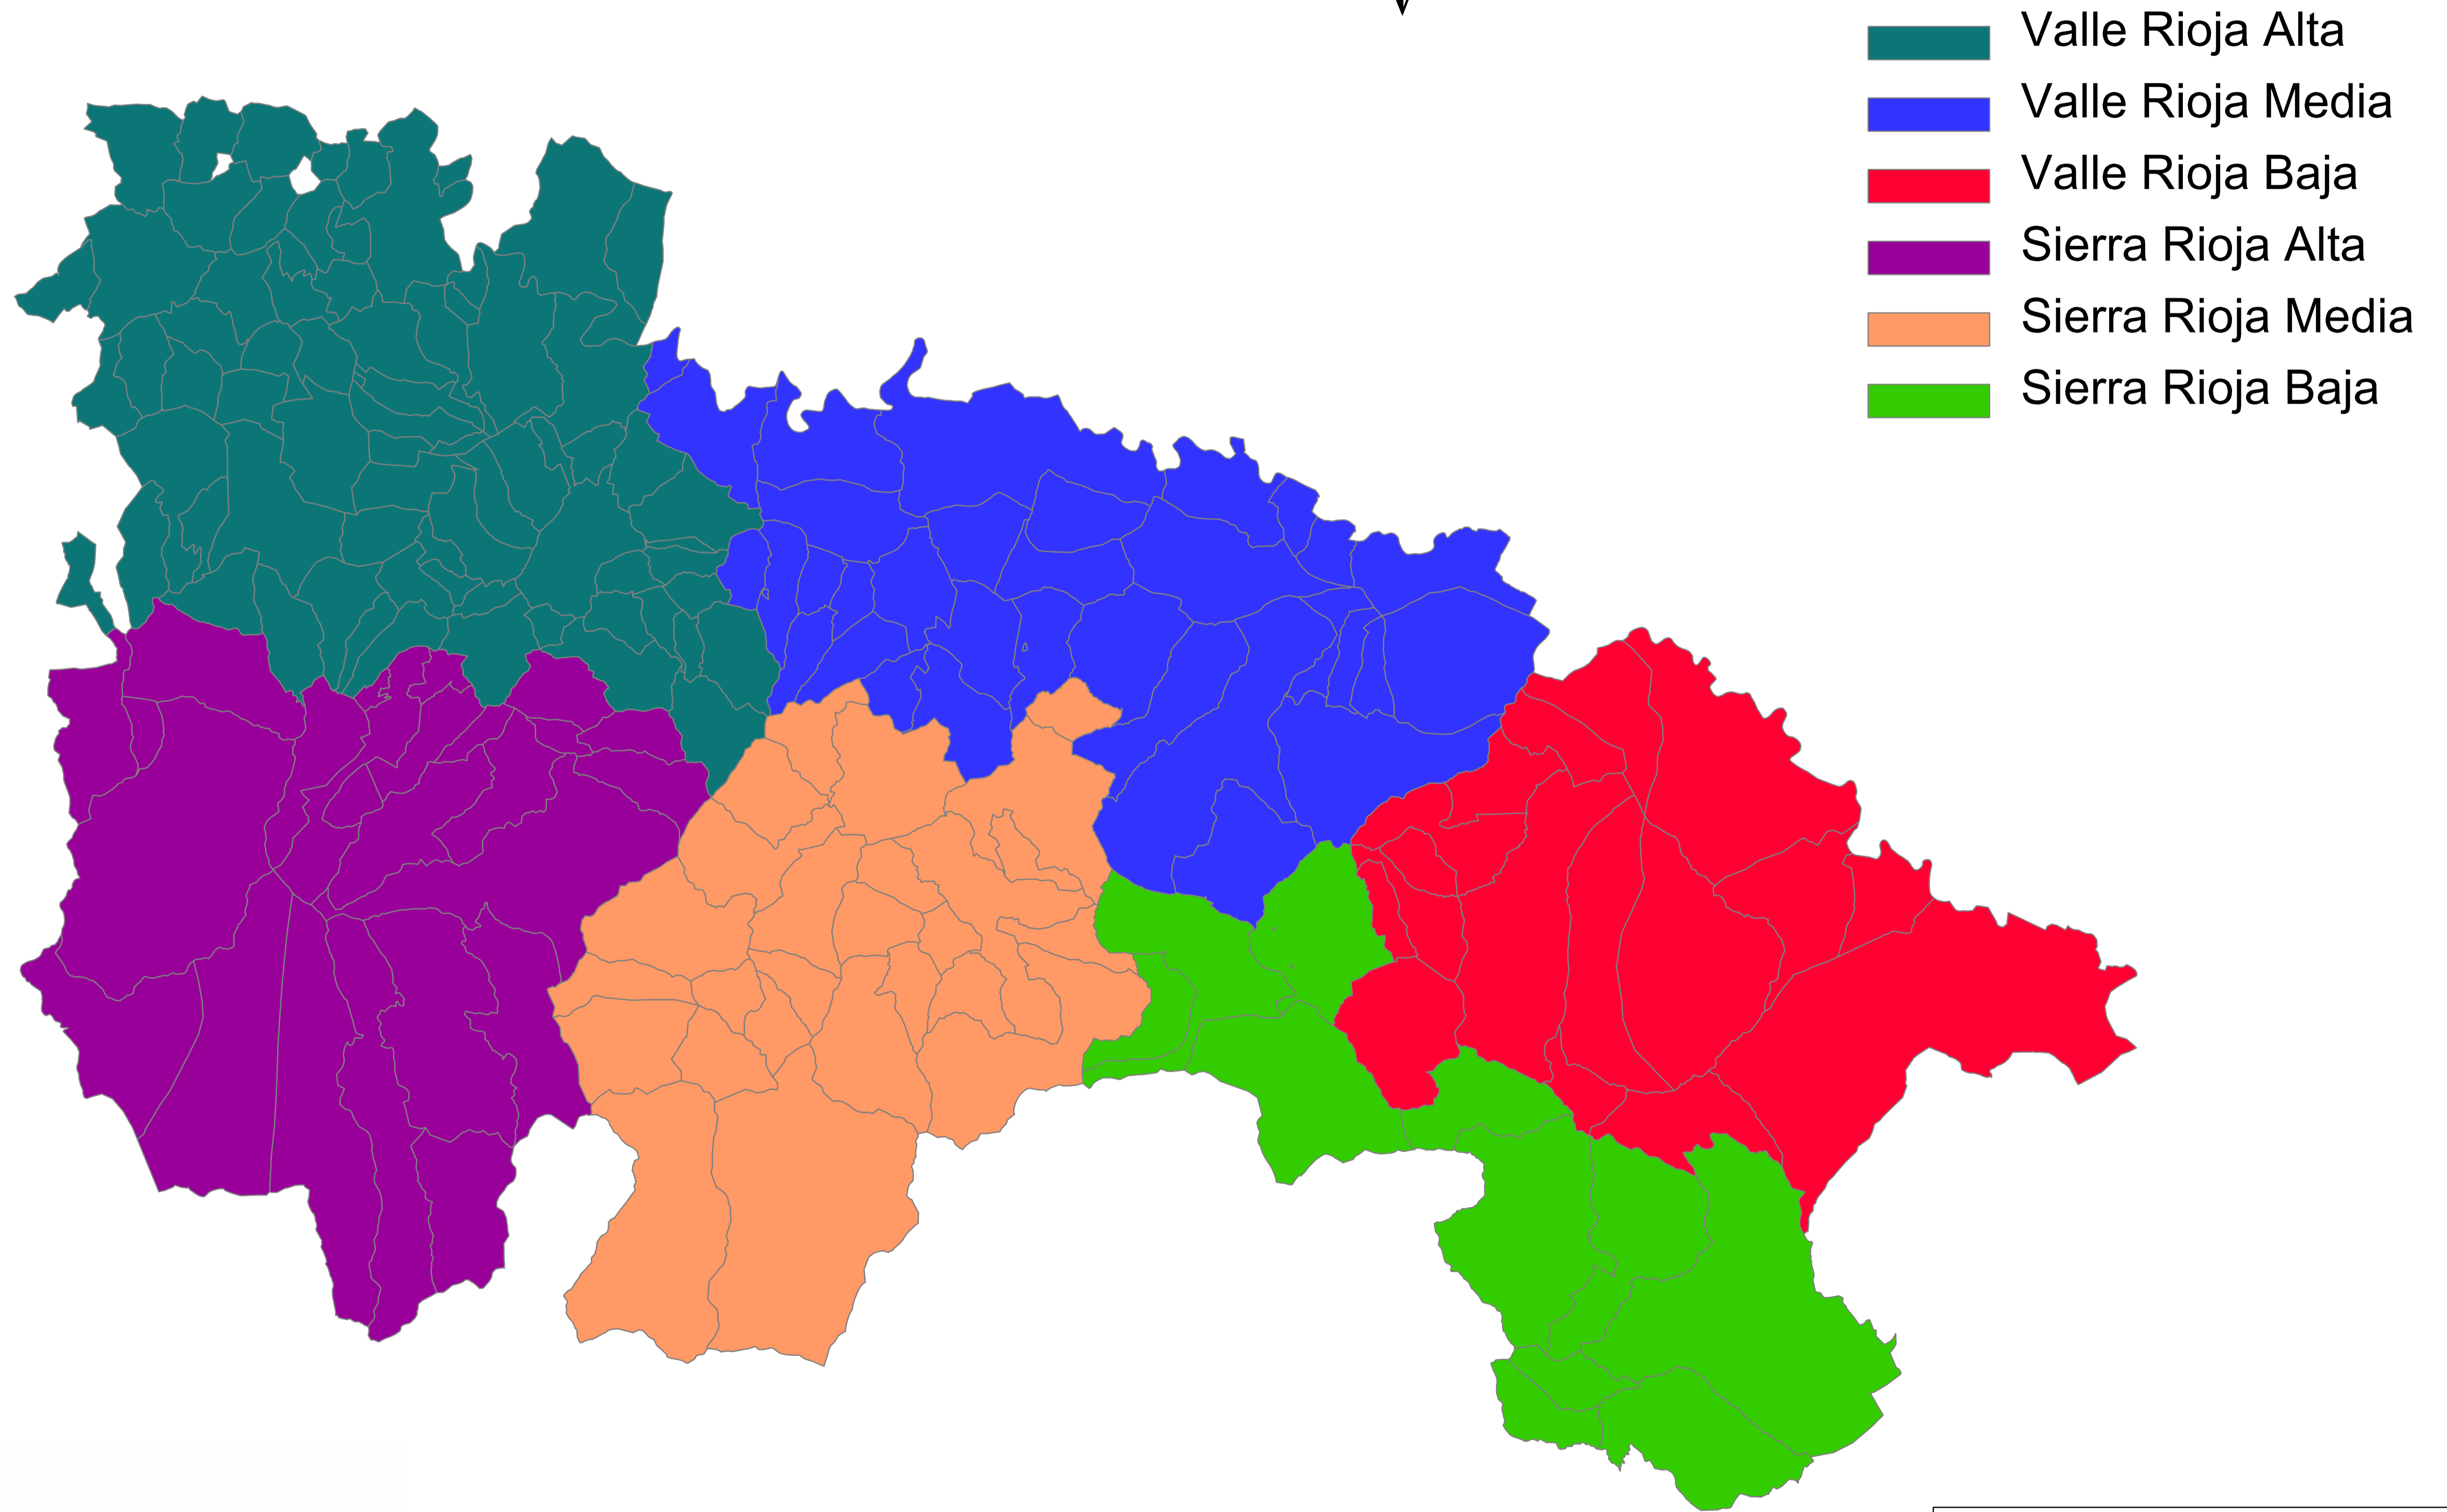 Valle Rioja Alta
Valle Rioja Media
Valle Rioja Baja
Sierra Rioja Alta
Sierra Rioja Media
Sierra Rioja Baja